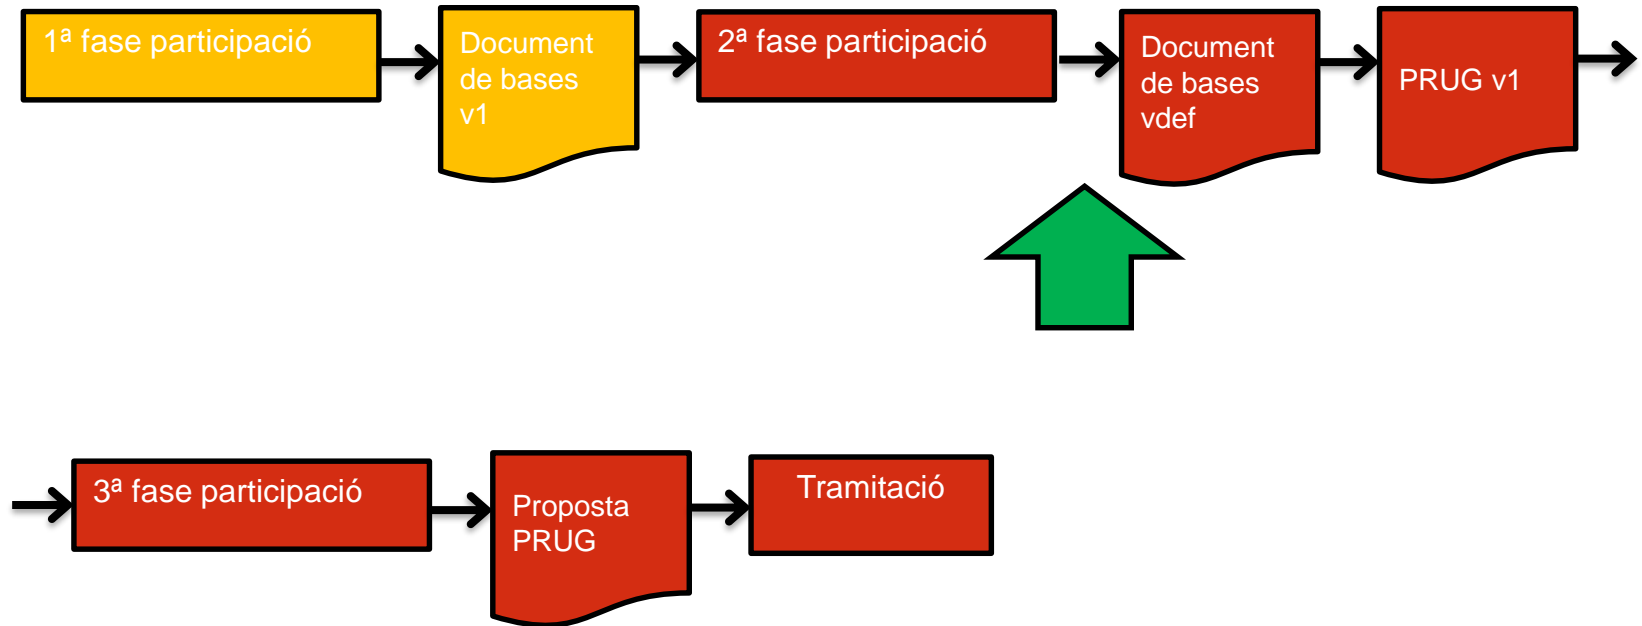 1ª fase participació
Document
de bases
v1
2ª fase participació
Document
de bases
vdef
PRUG v1
3ª fase participació
Proposta
PRUG
Tramitació